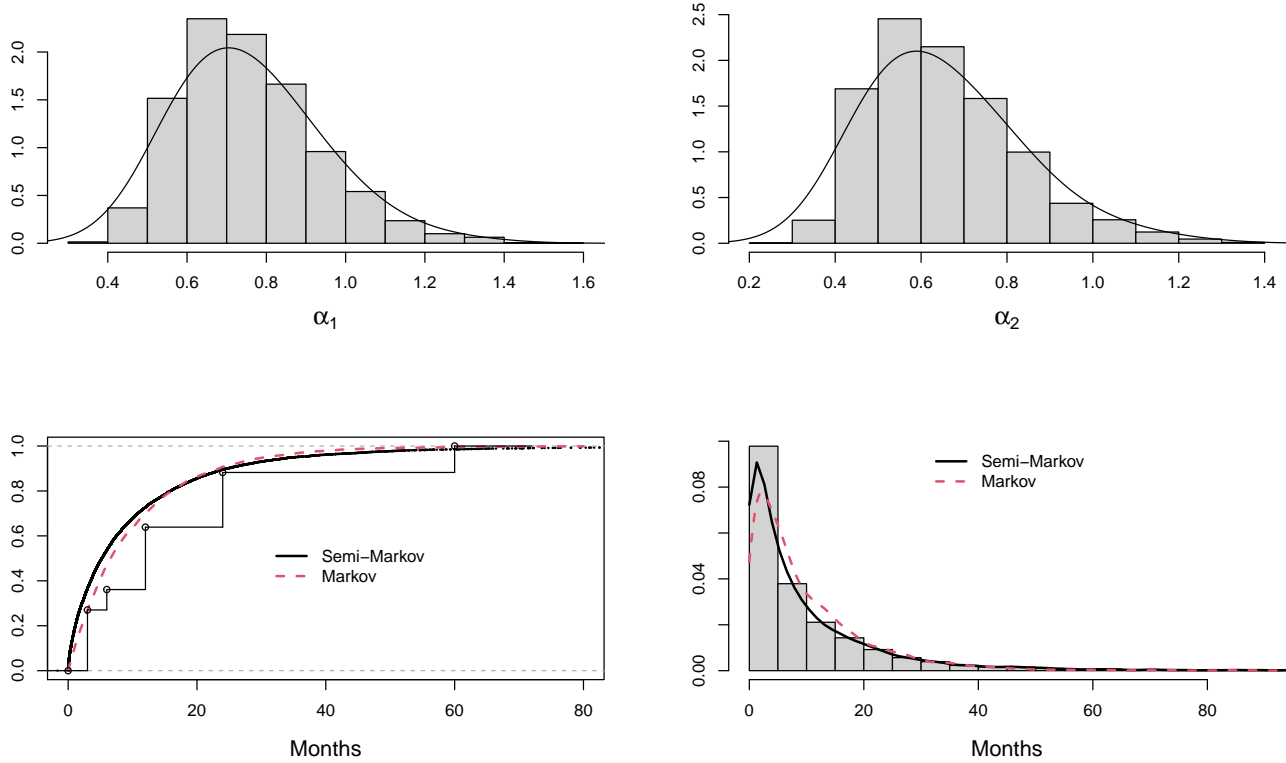 0.0 0.5 1.0 1.5 2.0
0.4 0.6 0.8 1.0 1.2 1.4 1.6
α1
0.0 0.5 1.0 1.5 2.0 2.5
0.2 0.4 0.6 0.8 1.0 1.2 1.4
α2
0.0 0.2 0.4 0.6 0.8 1.0
Semi−Markov
Markov
0 20 40 60 80
Months
0.00 0.04 0.08
Semi−Markov
Markov
0 20 40 60 80
Months